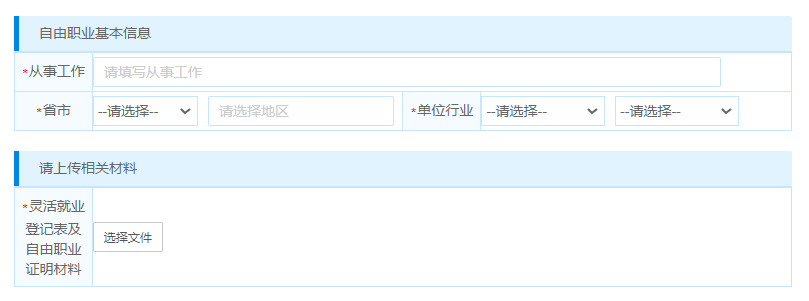 自由职业基本信息
*从事工作 请填写从事工作
*省市 --请选择-- 请选择地区 *单位行业 --请选择-- --请选择--
请上传相关材料
*灵活就业
登记表及
自由职业
证明材料
选择文件